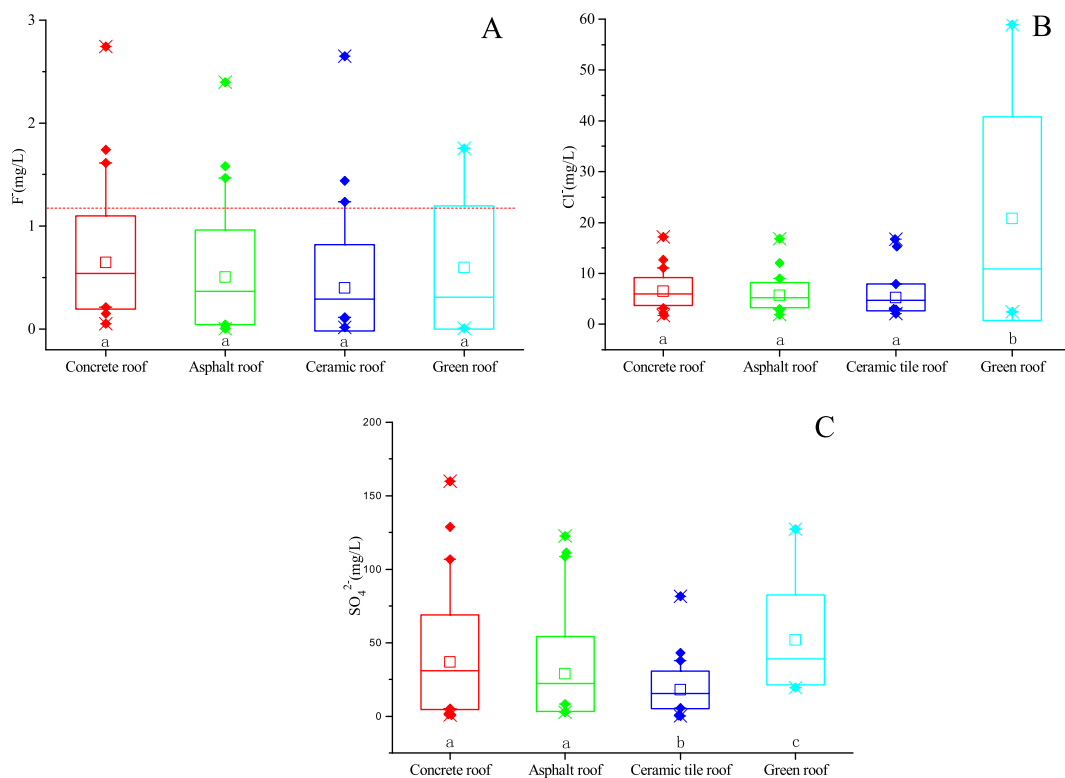 A
3
2
1
0
F⁻(mg/L)
a a a a
Concrete roof Asphalt roof Ceramic roof Green roof
B
60
50
40
30
20
10
0
Cl⁻(mg/L)
a a a b
Concrete roof Asphalt roof Ceramic tile roof Green roof
C
200
150
100
50
0
SO₄²⁻(mg/L)
a a b c
Concrete roof Asphalt roof Ceramic tile roof Green roof